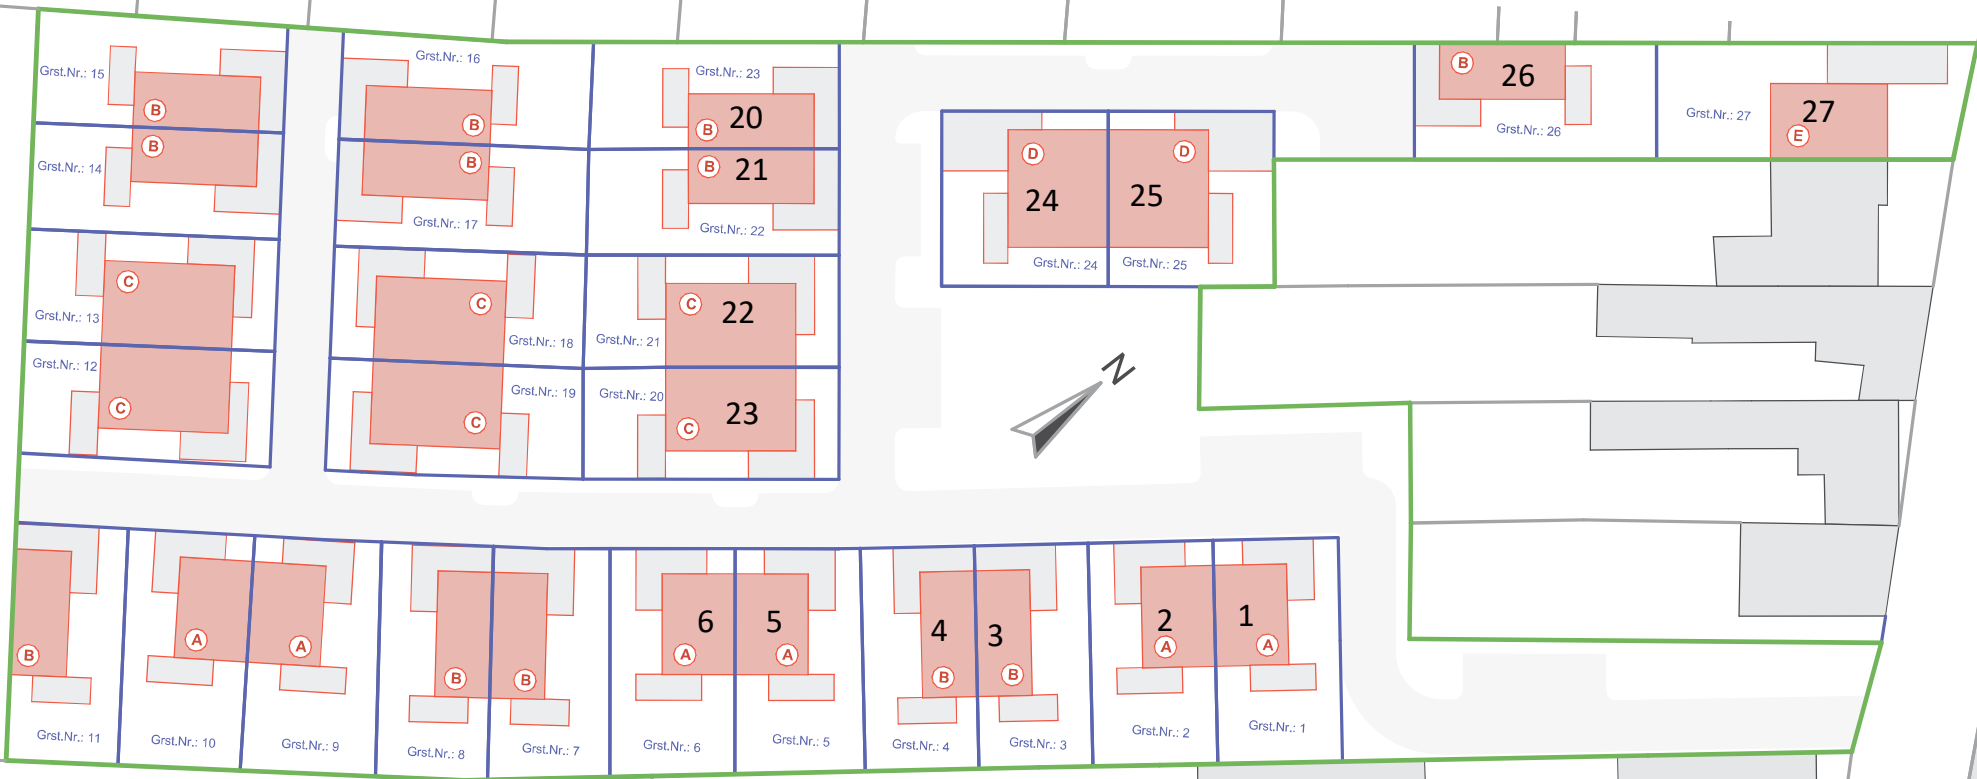 Grst.Nr.: 15
B
B
Grst.Nr.: 14
Grst.Nr.: 16
B
B
Grst.Nr.: 17
Grst.Nr.: 23
20
B
21
B
Grst.Nr.: 22
D
24
Grst.Nr.: 24
D
25
Grst.Nr.: 25
B
26
Grst.Nr.: 26
Grst.Nr.: 27
27
E
C
Grst.Nr.: 13
Grst.Nr.: 12
C
C
Grst.Nr.: 18
Grst.Nr.: 19
C
C
22
Grst.Nr.: 21
Grst.Nr.: 20
23
C
N
B
Grst.Nr.: 11
A
Grst.Nr.: 10
A
Grst.Nr.: 9
B
Grst.Nr.: 8
B
Grst.Nr.: 7
6
A
Grst.Nr.: 6
5
A
Grst.Nr.: 5
4
B
Grst.Nr.: 4
3
B
Grst.Nr.: 3
2
A
Grst.Nr.: 2
1
A
Grst.Nr.: 1